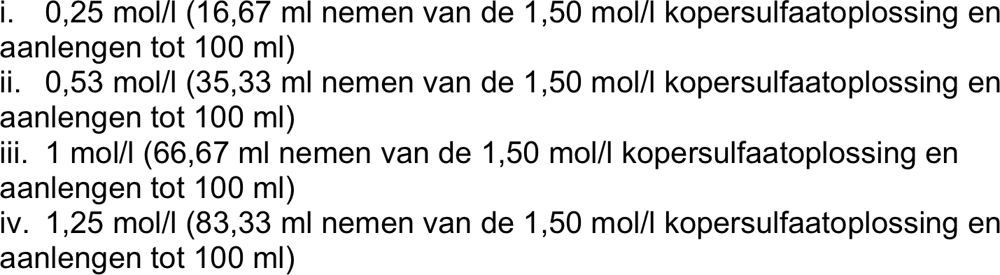 i. 0,25 mol/l (16,67 ml nemen van de 1,50 mol/l kopersulfaatoplossing en
aanlengen tot 100 ml)
ii. 0,53 mol/l (35,33 ml nemen van de 1,50 mol/l kopersulfaatoplossing en
aanlengen tot 100 ml)
iii. 1 mol/l (66,67 ml nemen van de 1,50 mol/l kopersulfaatoplossing en
aanlengen tot 100 ml)
iv. 1,25 mol/l (83,33 ml nemen van de 1,50 mol/l kopersulfaatoplossing en
aanlengen tot 100 ml)